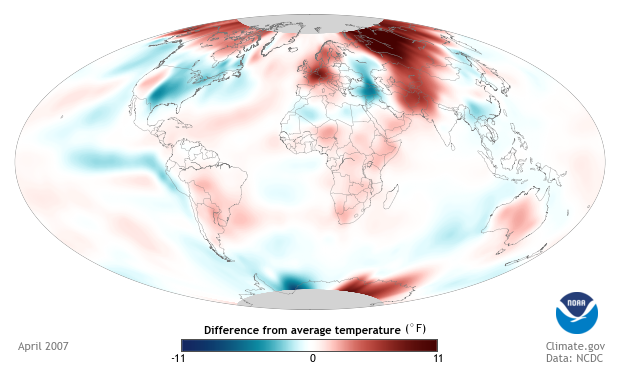 NOAA
Difference from average temperature (°F)
-11 0 11
April 2007
Climate.gov
Data: NCDC